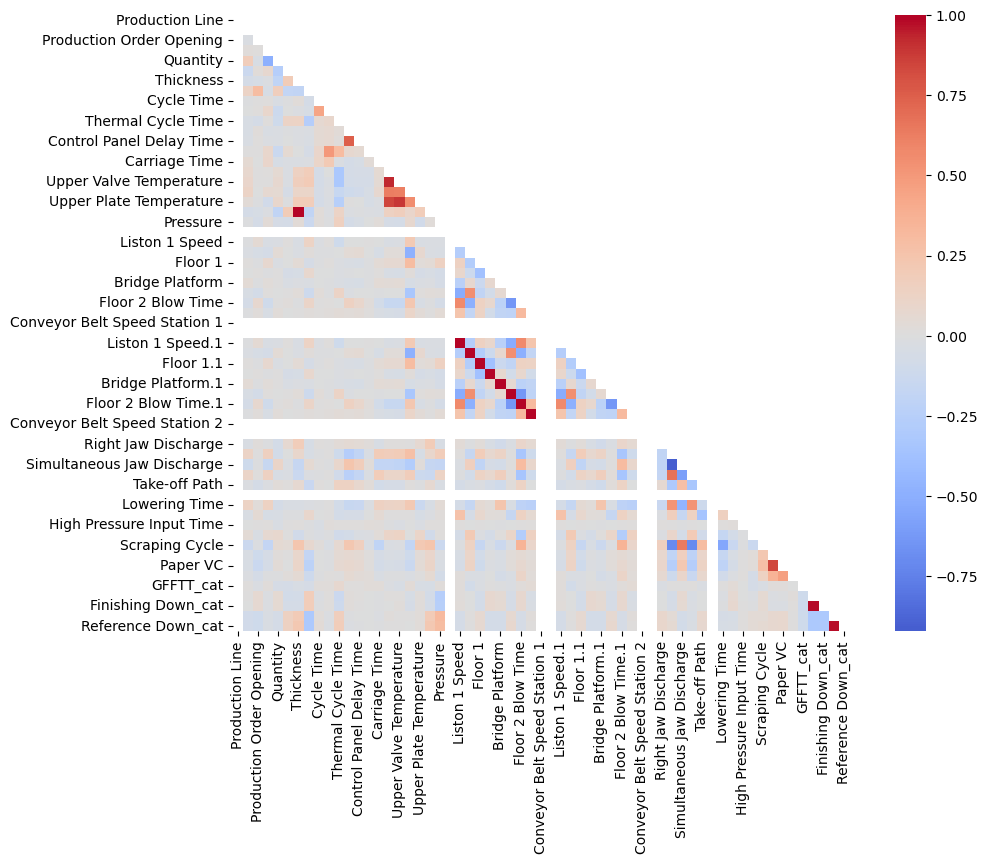 Production Line
Production Order Opening
Quantity
Thickness
Cycle Time
Thermal Cycle Time
Control Panel Delay Time
Carriage Time
Upper Valve Temperature
Upper Plate Temperature
Pressure
Liston 1 Speed
Floor 1
Bridge Platform
Floor 2 Blow Time
Conveyor Belt Speed Station 1
Liston 1 Speed.1
Floor 1.1
Bridge Platform.1
Floor 2 Blow Time.1
Conveyor Belt Speed Station 2
Right Jaw Discharge
Simultaneous Jaw Discharge
Take-off Path
Lowering Time
High Pressure Input Time
Scraping Cycle
Paper VC
GFFTT_cat
Finishing Down_cat
Reference Down_cat
Production Line
Production Order Opening
Quantity
Thickness
Cycle Time
Thermal Cycle Time
Control Panel Delay Time
Carriage Time
Upper Valve Temperature
Upper Plate Temperature
Pressure
Liston 1 Speed
Floor 1
Bridge Platform
Floor 2 Blow Time
Conveyor Belt Speed Station 1
Liston 1 Speed.1
Floor 1.1
Bridge Platform.1
Floor 2 Blow Time.1
Conveyor Belt Speed Station 2
Right Jaw Discharge
Simultaneous Jaw Discharge
Take-off Path
Lowering Time
High Pressure Input Time
Scraping Cycle
Paper VC
GFFTT_cat
Finishing Down_cat
Reference Down_cat
1.00
0.75
0.50
0.25
0.00
−0.25
−0.50
−0.75